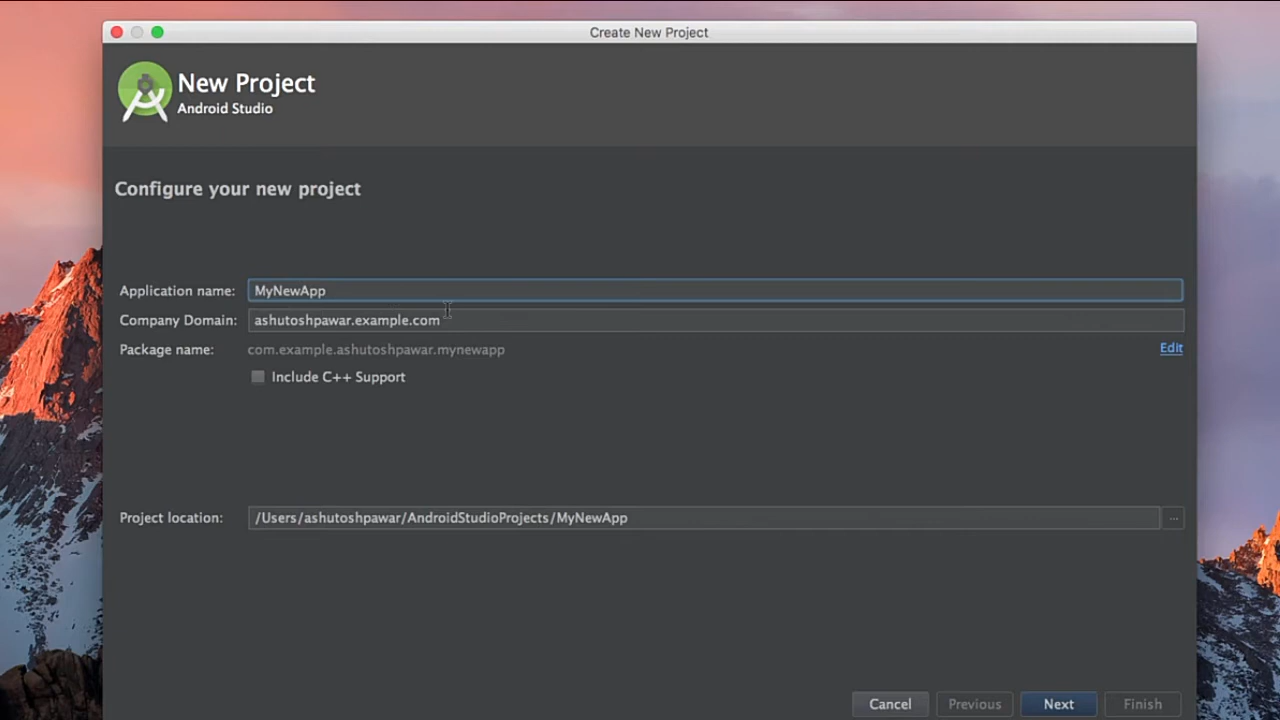 Create New Project
New Project
Android Studio
Configure your new project
Application name: MyNewApp
Company Domain: ashutoshpawar.example.com
Package name: com.example.ashutoshpawar.mynewapp Edit
Include C++ Support
Project location: /Users/ashutoshpawar/AndroidStudioProjects/MyNewApp ...
Cancel Previous Next Finish